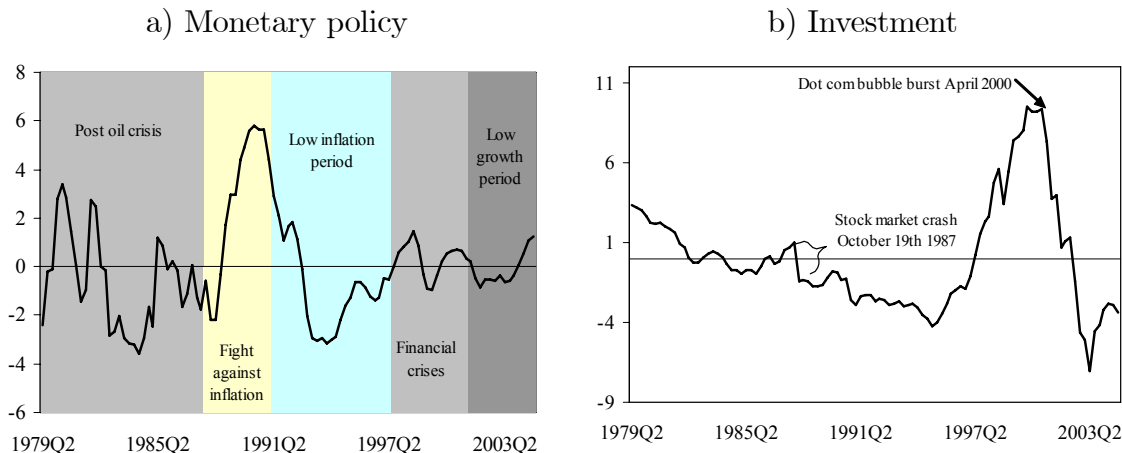 a) Monetary policy
8
6
4
2
0
-2
-4
-6
Post oil crisis
Fight
against
inflation
Low inflation
period
Financial
crises
Low
growth
period
1979Q2 1985Q2 1991Q2 1997Q2 2003Q2
b) Investment
11
6
1
-4
-9
Dot com bubble burst April 2000
Stock market crash
October 19th 1987
1979Q2 1985Q2 1991Q2 1997Q2 2003Q2